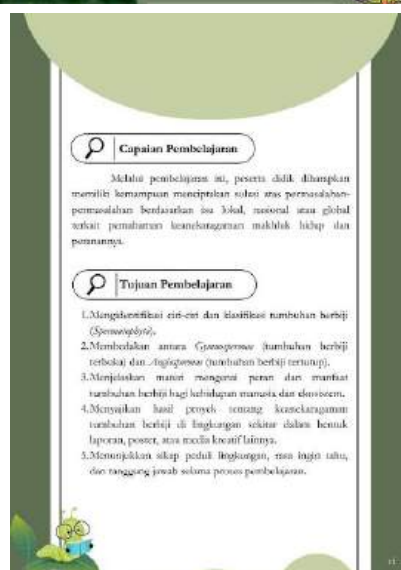 Capaian Pembelajaran
Melalui pembelajaran ini, peserta didik diharapkan
memiliki kemampuan menciptakan solusi atas permasalahan-
permasalahan berdasarkan isu lokal, nasional atau global
terkait pemahaman keanekaragaman makhluk hidup dan
peranannya.
Tujuan Pembelajaran
1.Mengidentifikasi ciri-ciri dan klasifikasi tumbuhan berbiji
(Spermatophyta).
2.Membedakan antara Gymnospermae (tumbuhan berbiji
terbuka) dan Angiospermae (tumbuhan berbiji tertutup).
3.Menjelaskan materi mengenai peran dan manfaat
tumbuhan berbiji bagi kehidupan manusia dan ekosistem.
4.Menyajikan hasil proyek tentang keanekaragaman
tumbuhan berbiji di lingkungan sekitar dalam bentuk
laporan, poster, atau media kreatif lainnya.
5.Menunjukkan sikap peduli lingkungan, rasa ingin tahu,
dan tanggung jawab selama proses pembelajaran.